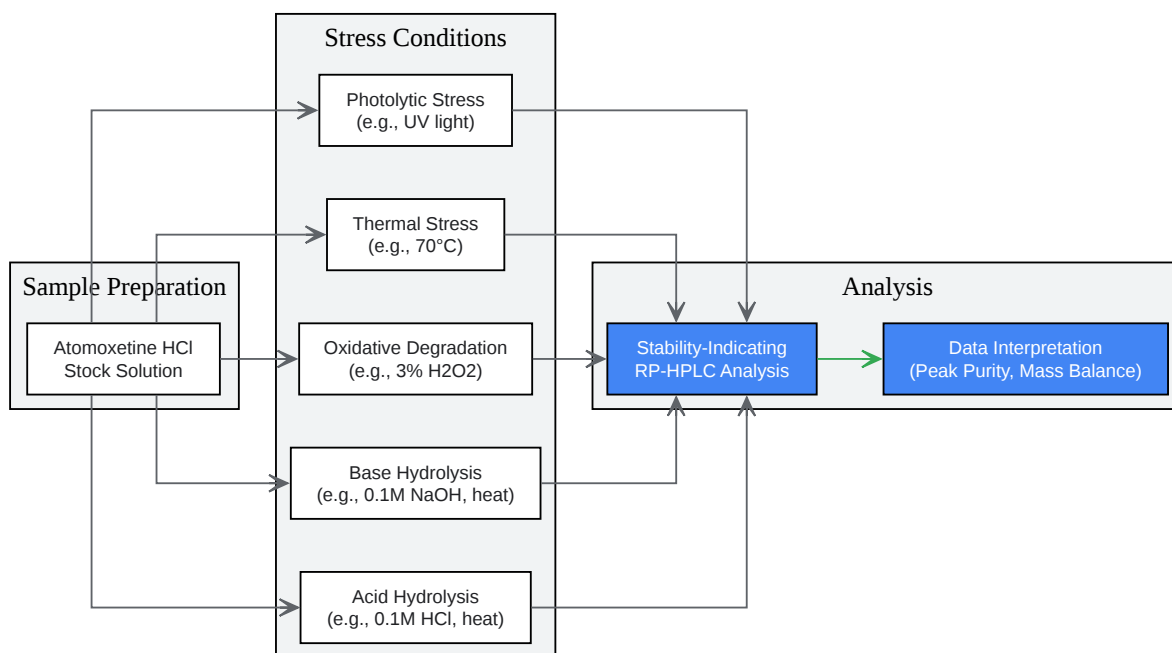 Stress Conditions
Photolytic Stress
(e.g., UV light)
Thermal Stress
(e.g., 70°C)
Sample Preparation
Analysis
Atomoxetine HCl
Stock Solution
Oxidative Degradation
(e.g., 3% H2O2)
Stability-Indicating
RP-HPLC Analysis
Data Interpretation
(Peak Purity, Mass Balance)
Base Hydrolysis
(e.g., 0.1M NaOH, heat)
Acid Hydrolysis
(e.g., 0.1M HCl, heat)